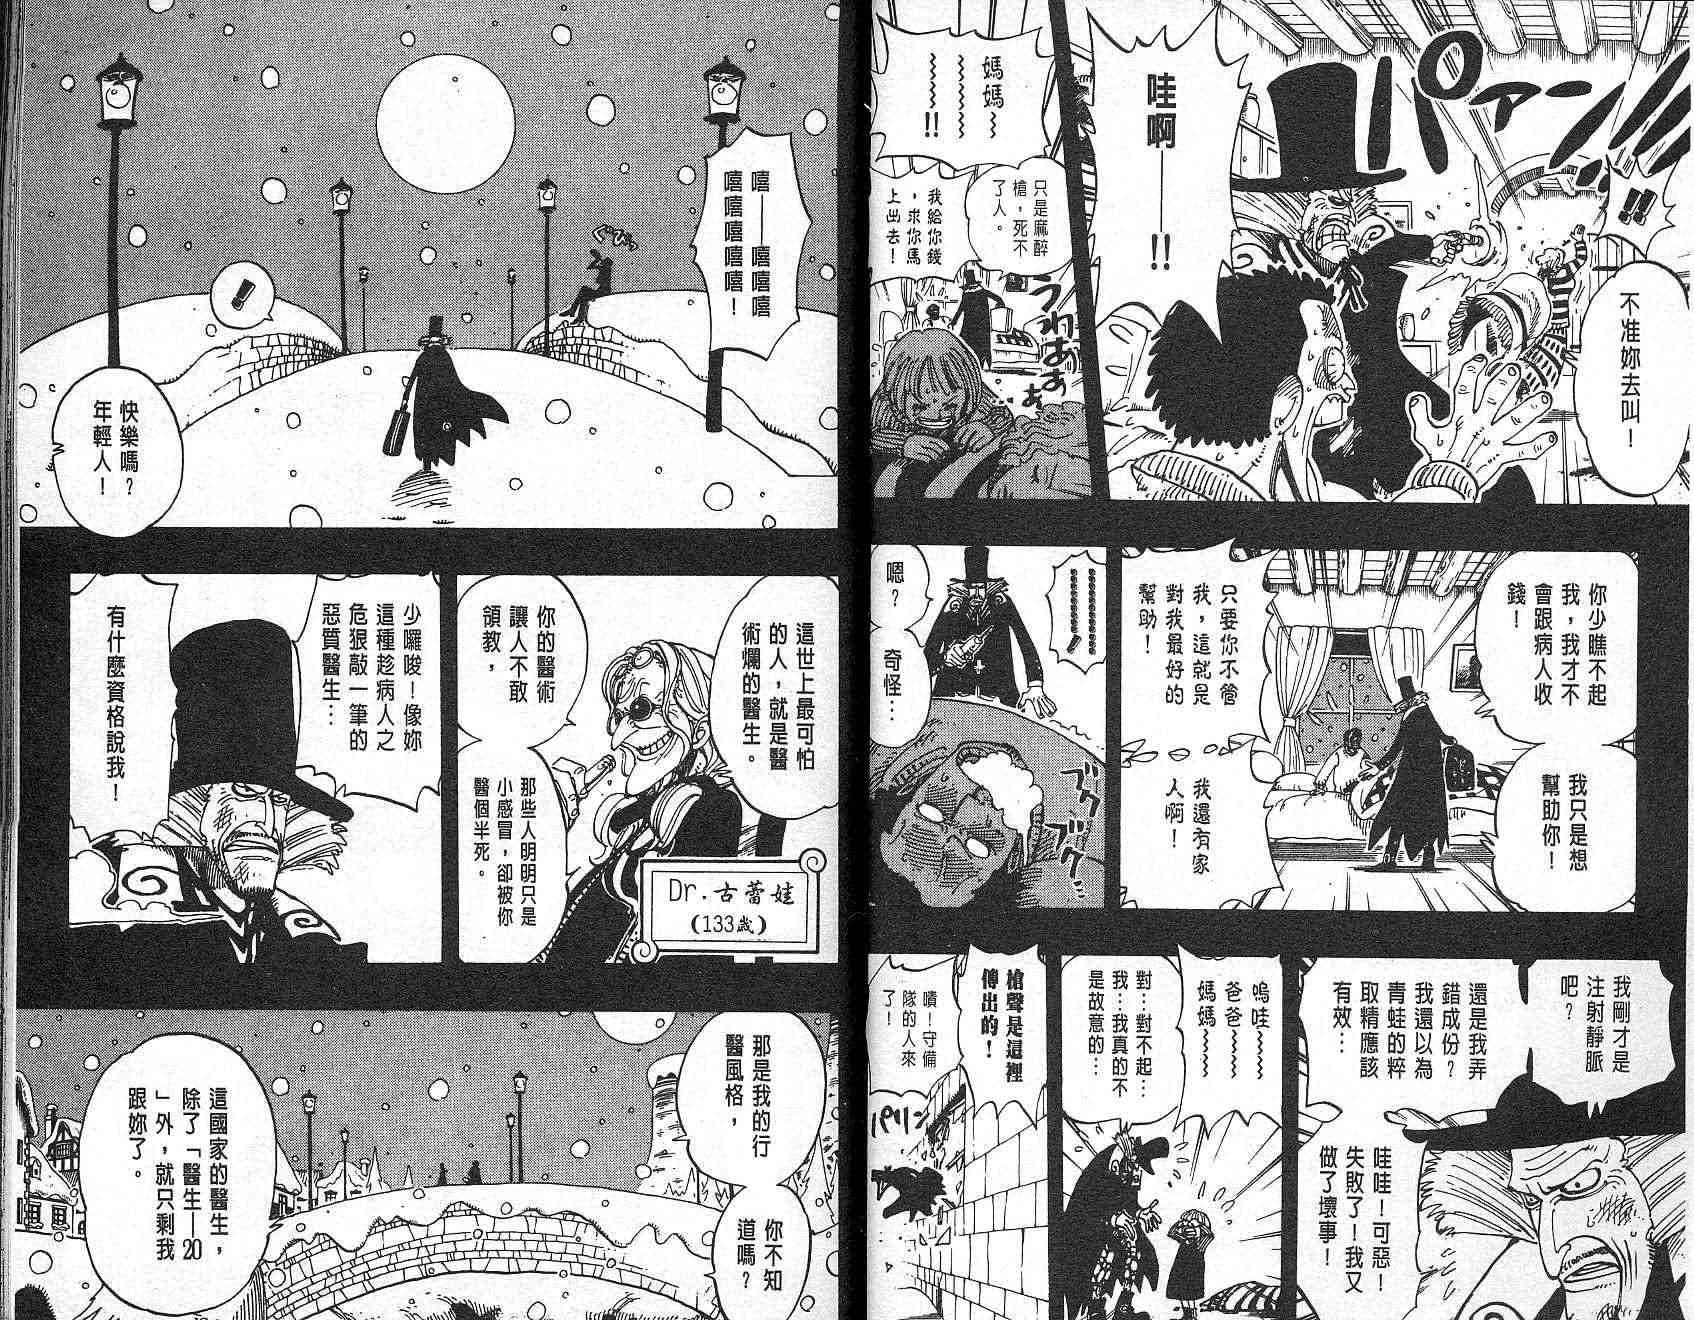 不准妳去叫！
!!
パァーン
哇啊——!!
媽媽～
～～～～～
～～～～!!
只是麻醉
槍，死不
了人。
我給你錢
，求你馬
上出去！
うわああぁぁ
你少瞧不起
我，我才不
會跟病人收
錢！
我只是想
幫助你！
只要你不管
我，這就是
對我最好的
幫助！
我還有家
人啊！
嗯？
奇怪…
ブク
ブク
我剛才是
注射靜脈
吧？
還是我弄
錯成份？
我還以為
青蛙的粹
取精應該
有效…
哇哇！可惡！
失敗了！我又
做了壞事！
嗚哇～～～
爸爸～～～
媽媽～～～
對…對不起…
我…我真的不
是故意的…
槍聲是這裡
傳出的！
嘖！守備
隊的人來
了！
嘻——嘻嘻嘻
嘻嘻嘻嘻嘻！
!!
快樂嗎？
年輕人！
這世上最可怕
的人，就是醫
術爛的醫生。
你的醫術
讓人不敢
領教，
那些人明明只是
小感冒，卻被你
醫個半死。
Dr.古蕾娃
(133歲)
少囉唆！像妳
這種趁病人之
危狠敲一筆的
惡質醫生…
有什麼資格說我！
那是我的行
醫風格，
你不知
道嗎？
這國家的醫生，
除了「醫生—20
」外，就只剩我
跟妳了。